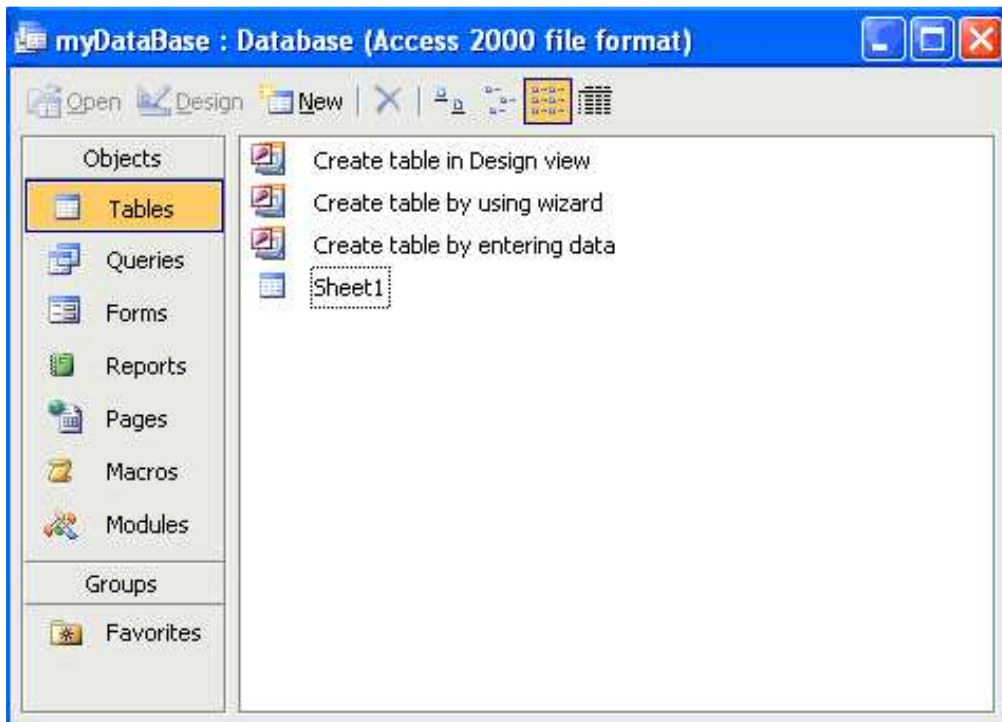 myDataBase : Database (Access 2000 file format)
Open Design New
Objects
Tables
Queries
Forms
Reports
Pages
Macros
Modules
Groups
Favorites
Create table in Design view
Create table by using wizard
Create table by entering data
Sheet1